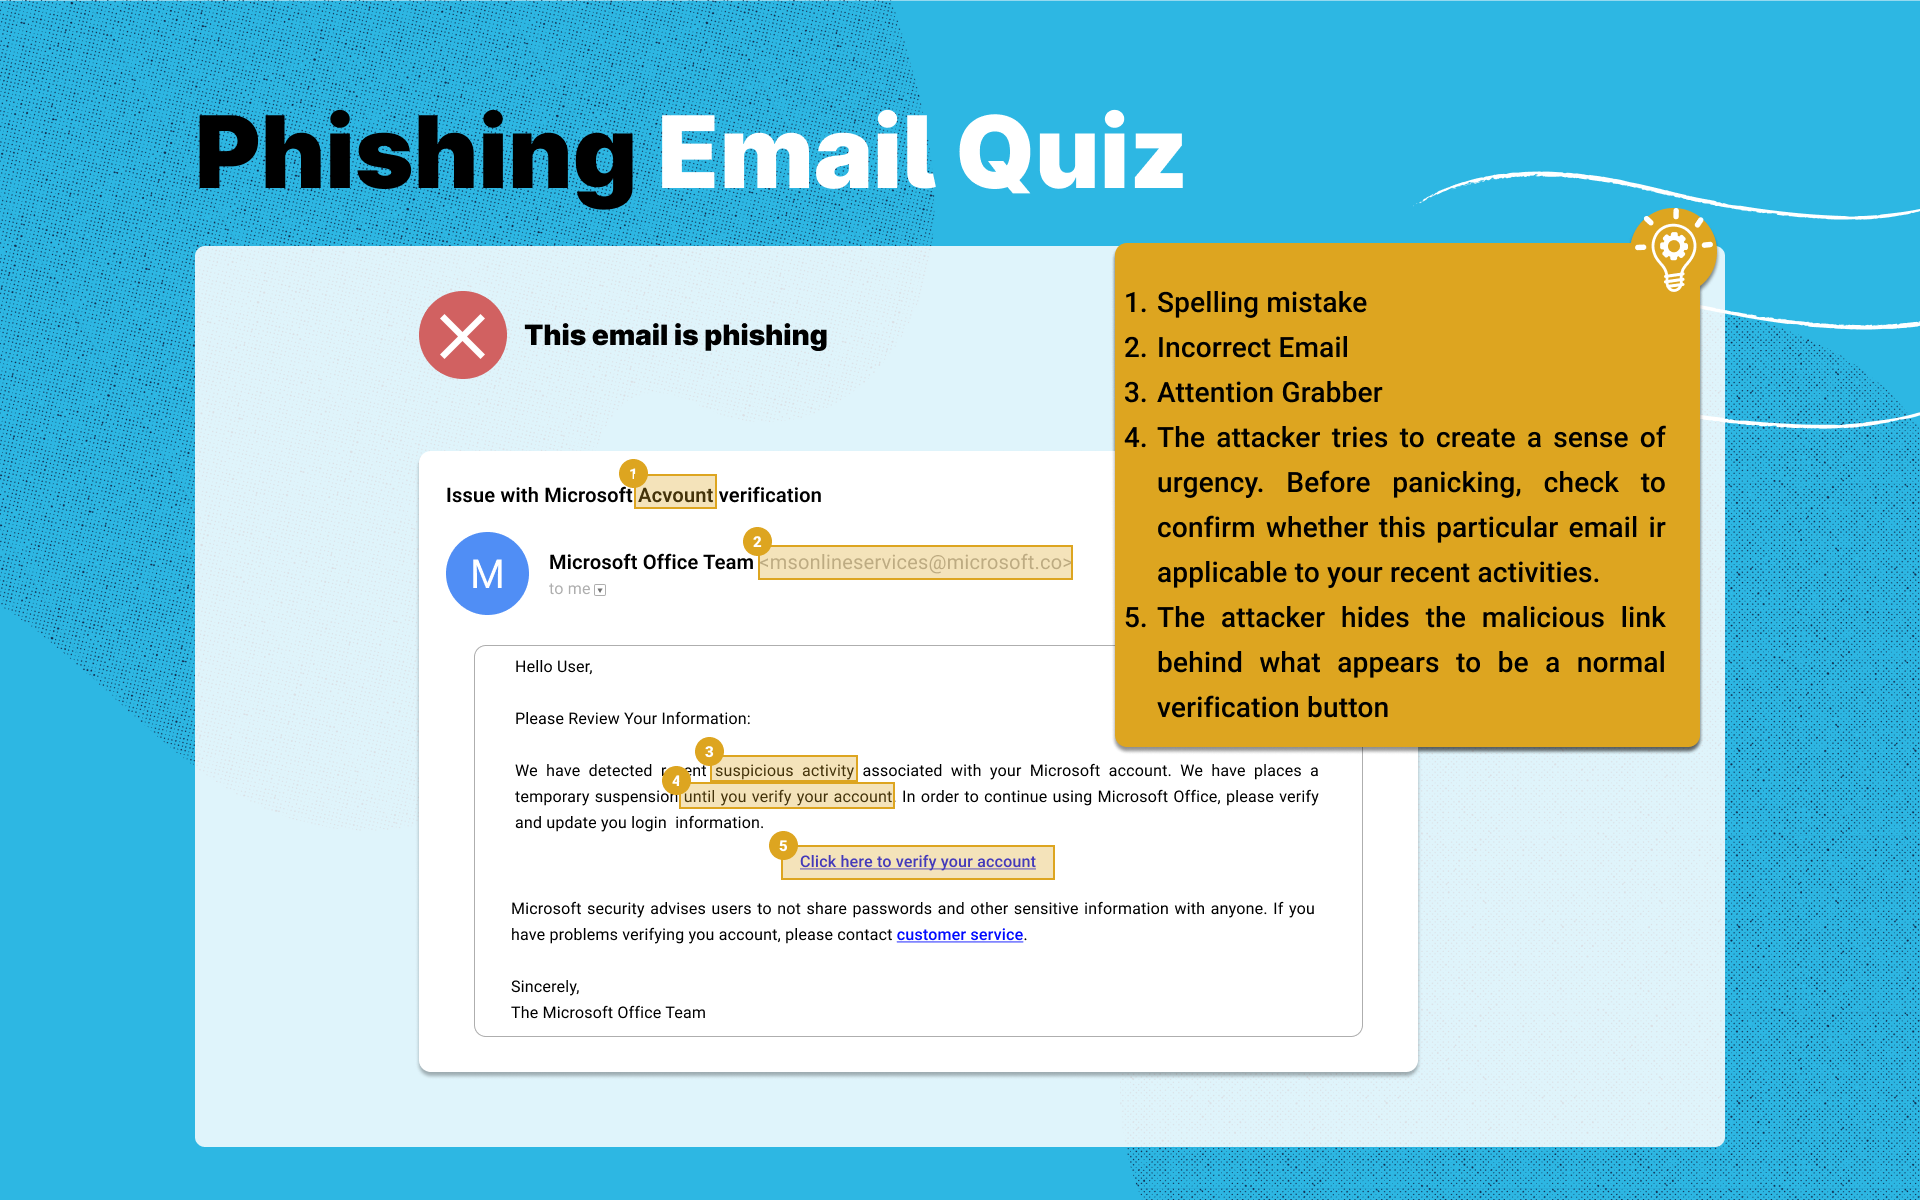 Phishing Email Quiz
This email is phishing
1. Spelling mistake
2. Incorrect Email
3. Attention Grabber
4. The attacker tries to create a sense of
urgency. Before panicking, check to
confirm whether this particular email ir
applicable to your recent activities.
5. The attacker hides the malicious link
behind what appears to be a normal
verification button
1
Issue with Microsoft Acvount verification
2
M
Microsoft Office Team <msonlineservices@microsoft.co>
to me
Hello User,
Please Review Your Information:
3
We have detected suspicious activity associated with your Microsoft account. We have places a
4
temporary suspension until you verify your account. In order to continue using Microsoft Office, please verify
and update you login information.
5
Click here to verify your account
Microsoft security advises users to not share passwords and other sensitive information with anyone. If you
have problems verifying you account, please contact customer service.
Sincerely,
The Microsoft Office Team